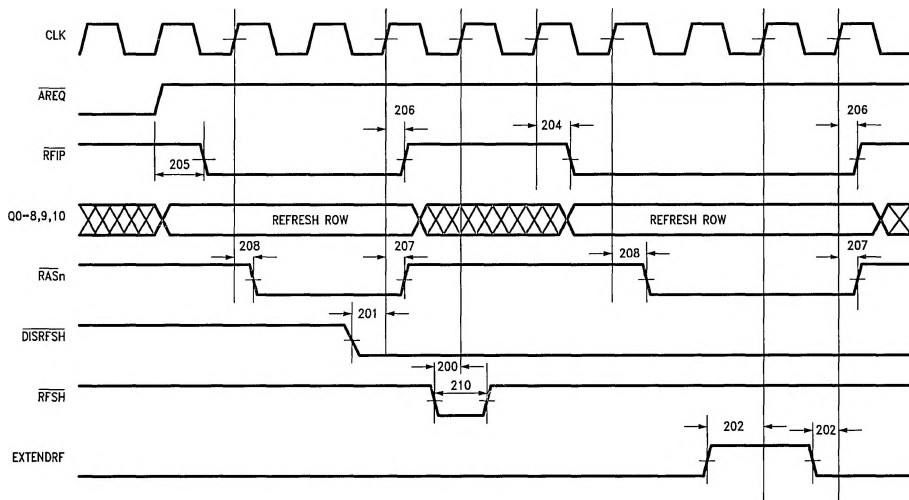 CLK
AREQ
206
206
204
RFIP
205
Q0-8,9,10
REFRESH ROW
REFRESH ROW
208
207
208
207
RASn
201
DISRFSH
200
210
RFSH
202
202
EXTENDRF